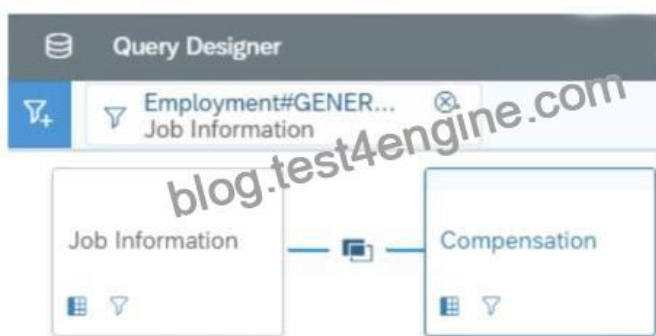 Query Designer
Employment#GENER...
Job Information
blog.test4engine.com
Job Information
Compensation